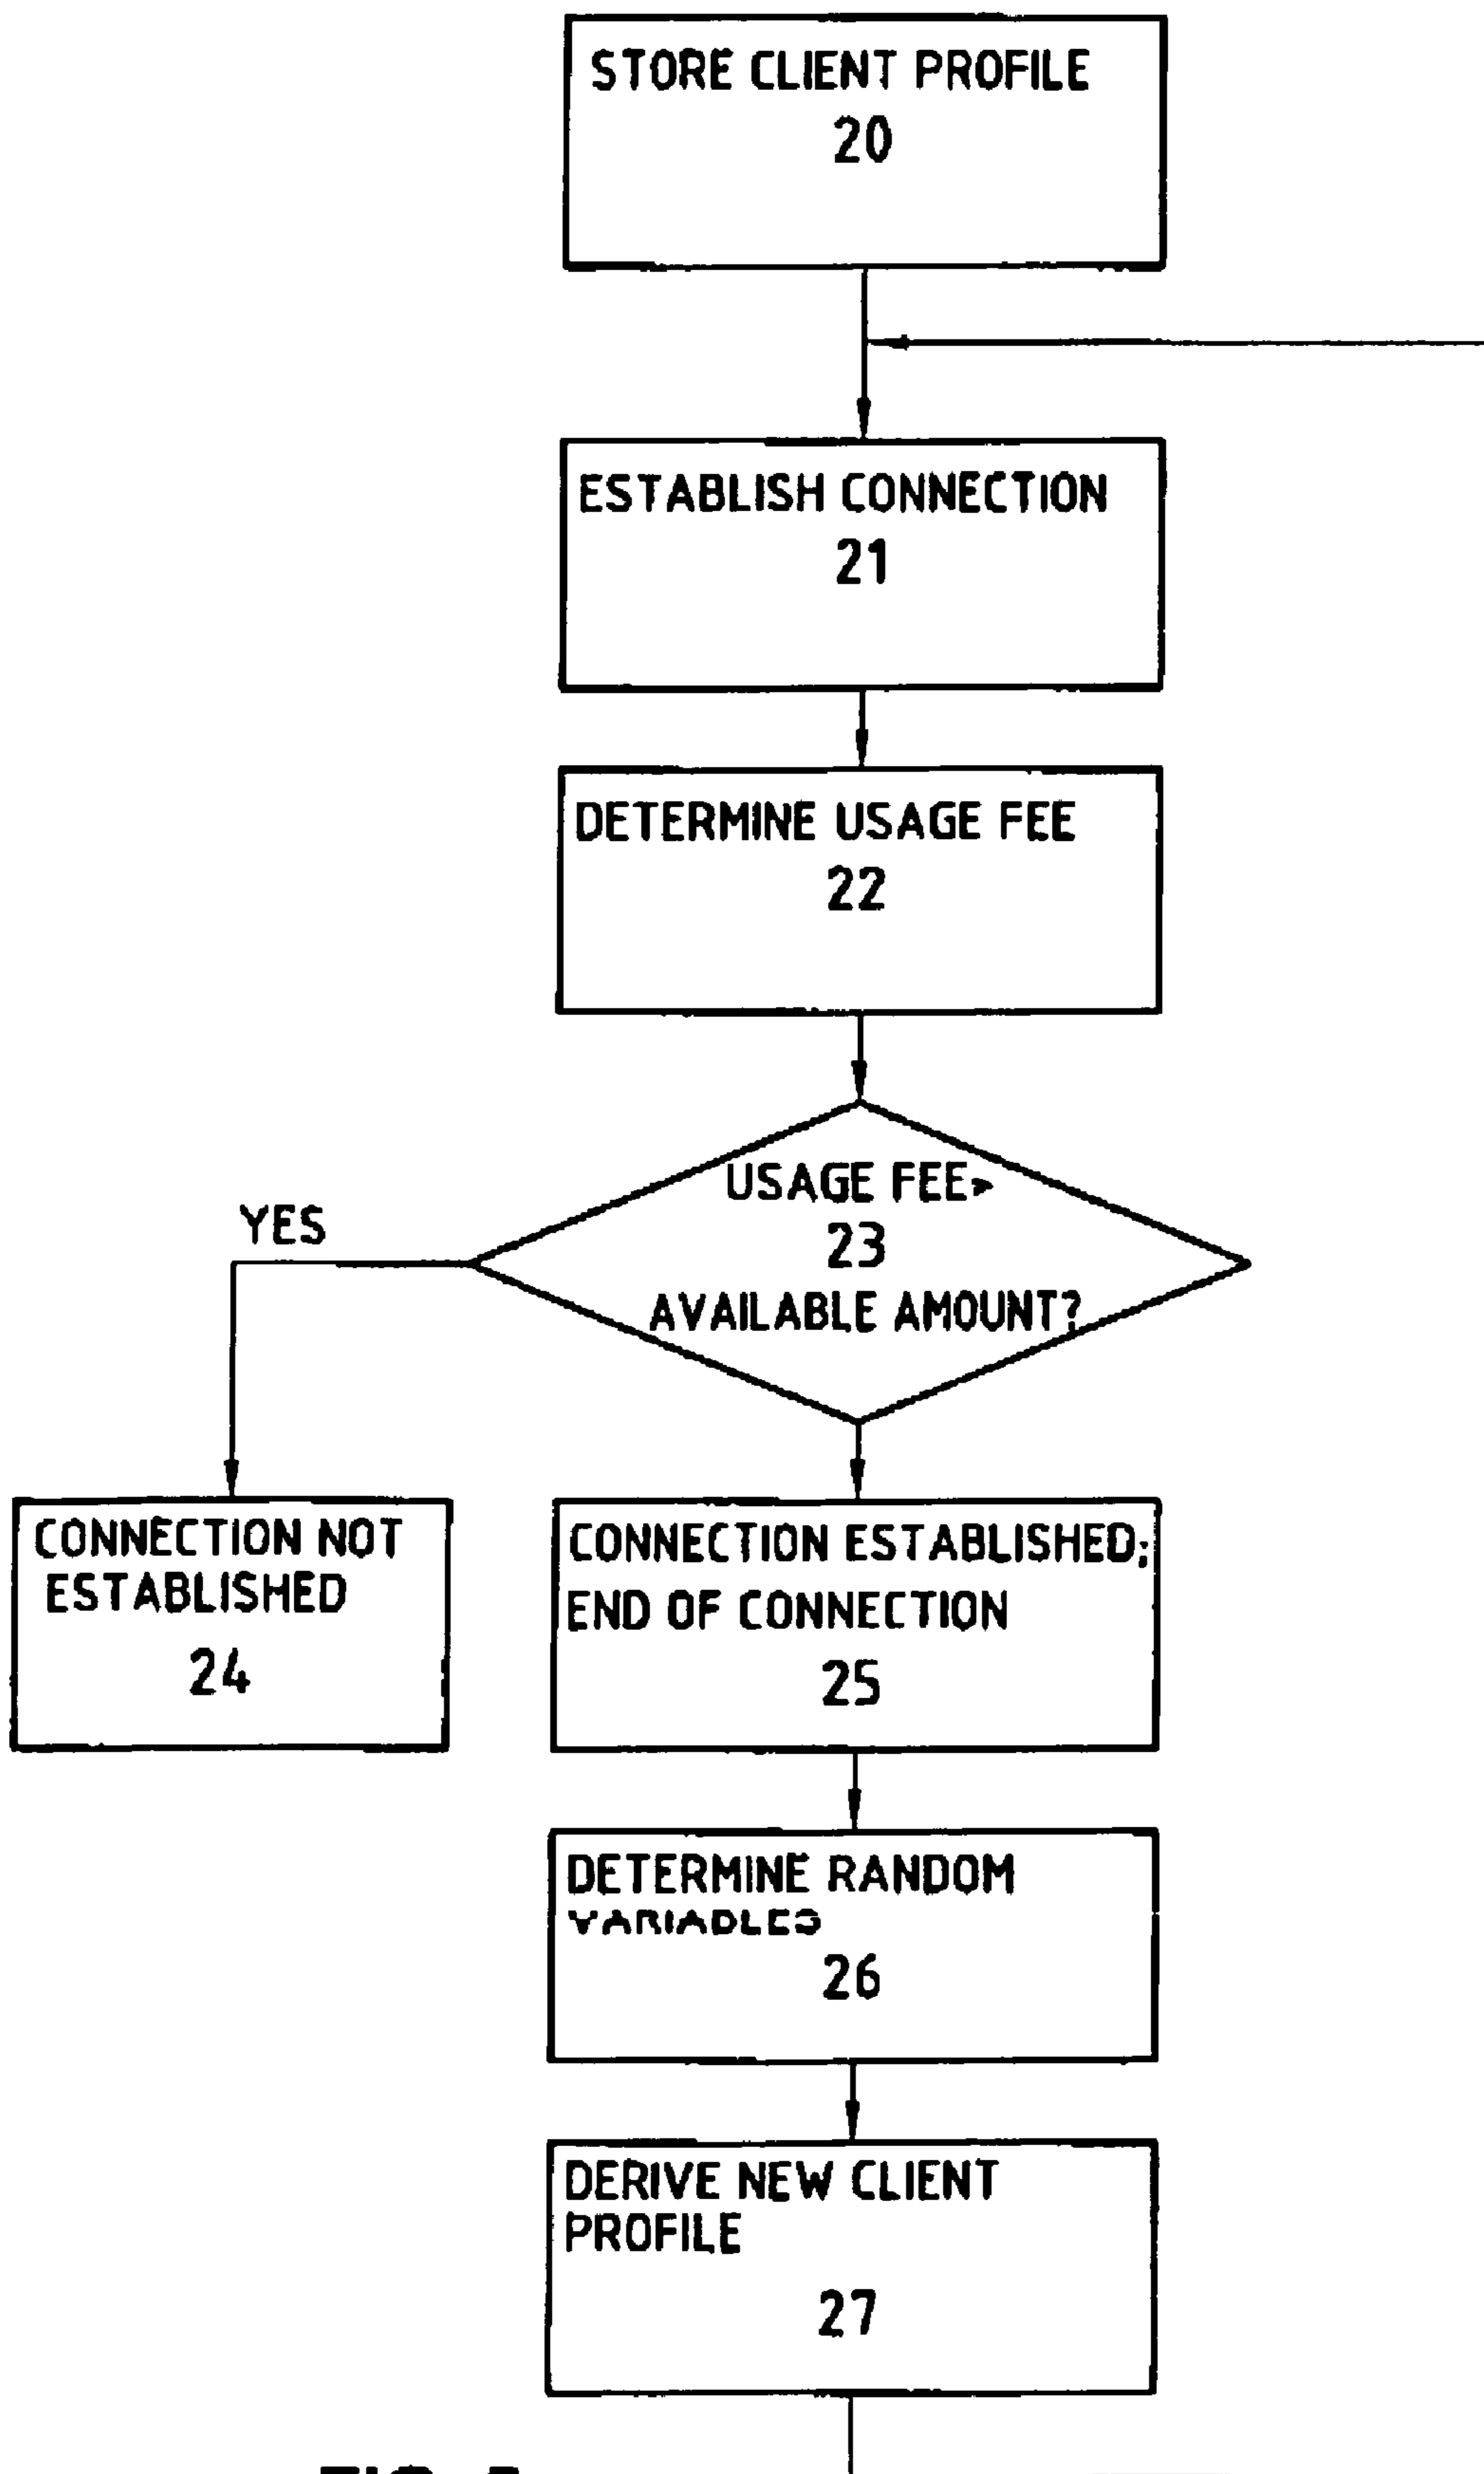 STORE CLIENT PROFILE
20
ESTABLISH CONNECTION
21
DETERMINE USAGE FEE
22
USAGE FEE>
23
AVAILABLE AMOUNT?
YES
CONNECTION NOT
ESTABLISHED
24
CONNECTION ESTABLISHED;
END OF CONNECTION
25
DETERMINE RANDOM
VARIABLES
26
DERIVE NEW CLIENT
PROFILE
27